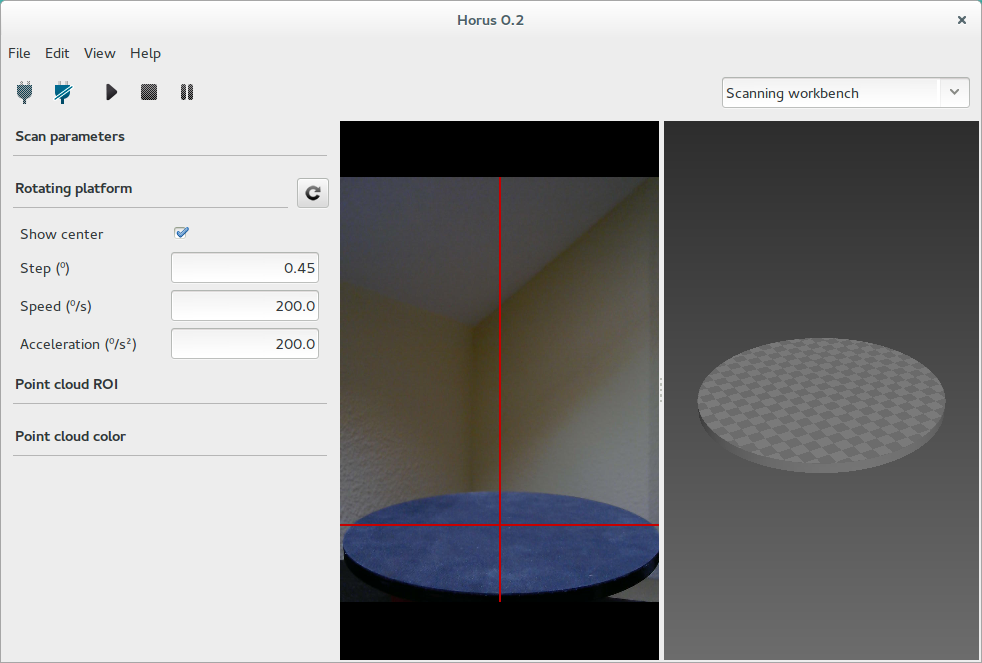 Horus 0.2
File Edit View Help
Scanning workbench
Scan parameters
Rotating platform
Show center
Step (º) 0.45
Speed (º/s) 200.0
Acceleration (º/s²) 200.0
Point cloud ROI
Point cloud color